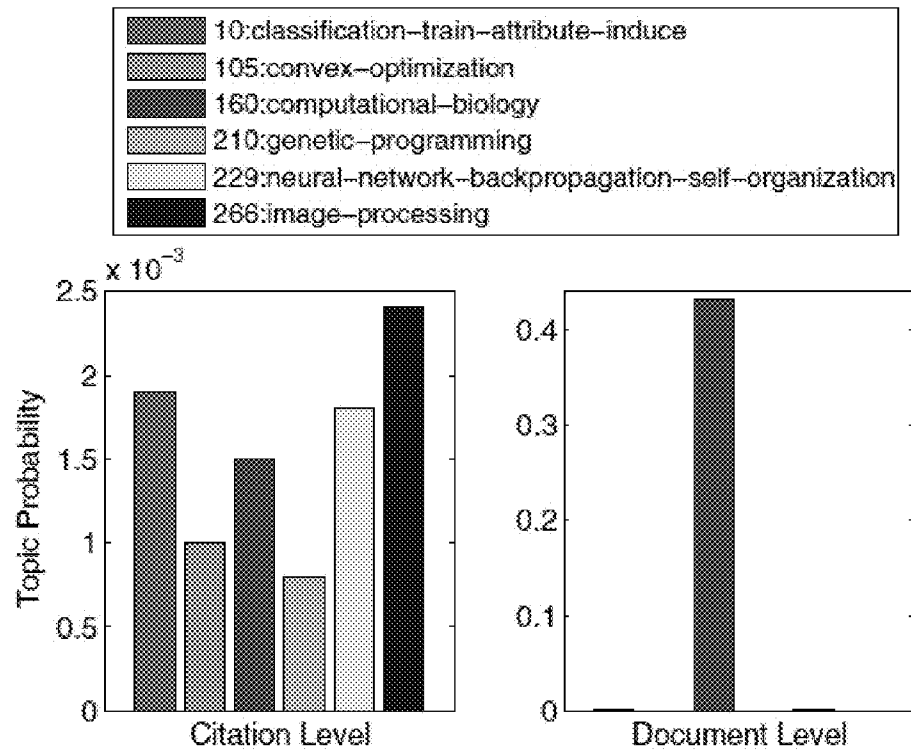 10:classification-train-attribute-induce
105:convex-optimization
160:computational-biology
210:genetic-programming
229:neural-network-backpropagation-self-organization
266:image-processing
x 10⁻³
2.5
2
1.5
1
0.5
0
Topic Probability
Citation Level
0.4
0.3
0.2
0.1
0
Document Level